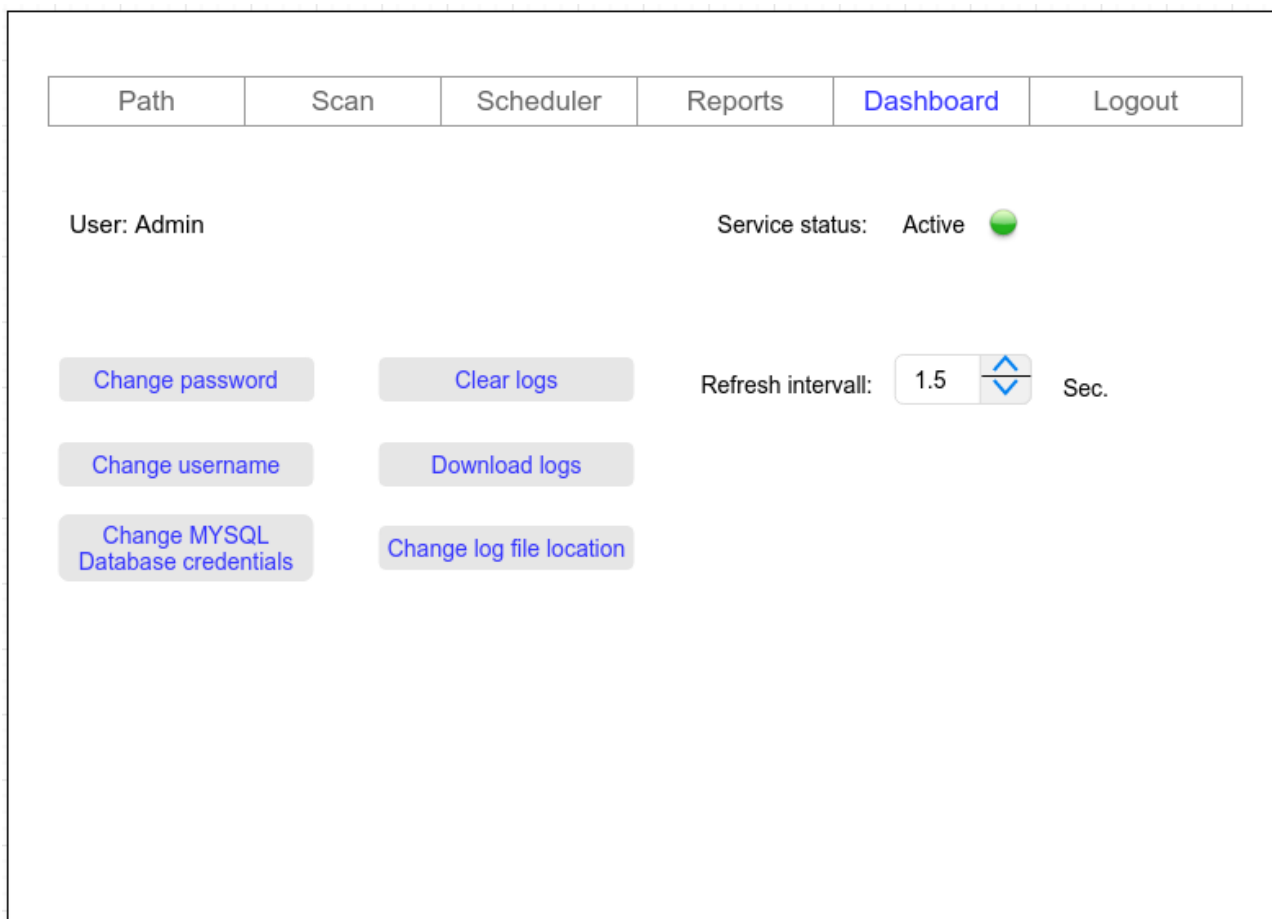 Path Scan Scheduler Reports Dashboard Logout
User: Admin
Service status: Active
Change password
Clear logs
Refresh intervall: 1.5 Sec.
Change username
Download logs
Change MYSQL
Database credentials
Change log file location